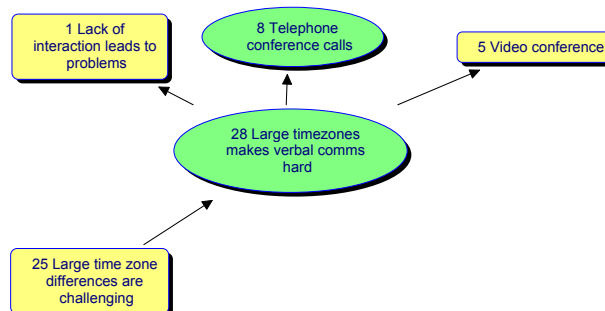 1 Lack of
interaction leads to
problems
8 Telephone
conference calls
5 Video conference
28 Large timezones
makes verbal comms
hard
25 Large time zone
differences are
challenging